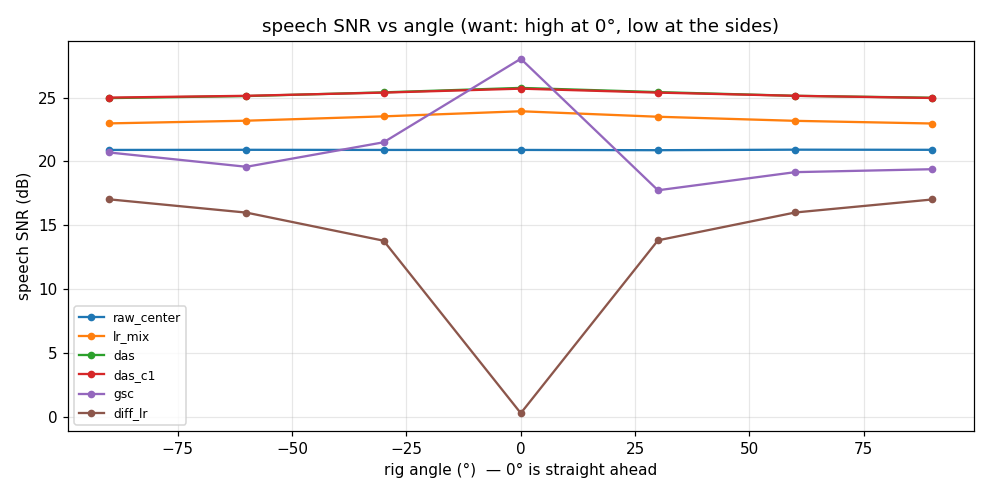 speech SNR vs angle (want: high at 0°, low at the sides)
speech SNR (dB)
25
20
15
10
5
0
raw_center
lr_mix
das
das_c1
gsc
diff_lr
−75 −50 −25 0 25 50 75
rig angle (°) — 0° is straight ahead